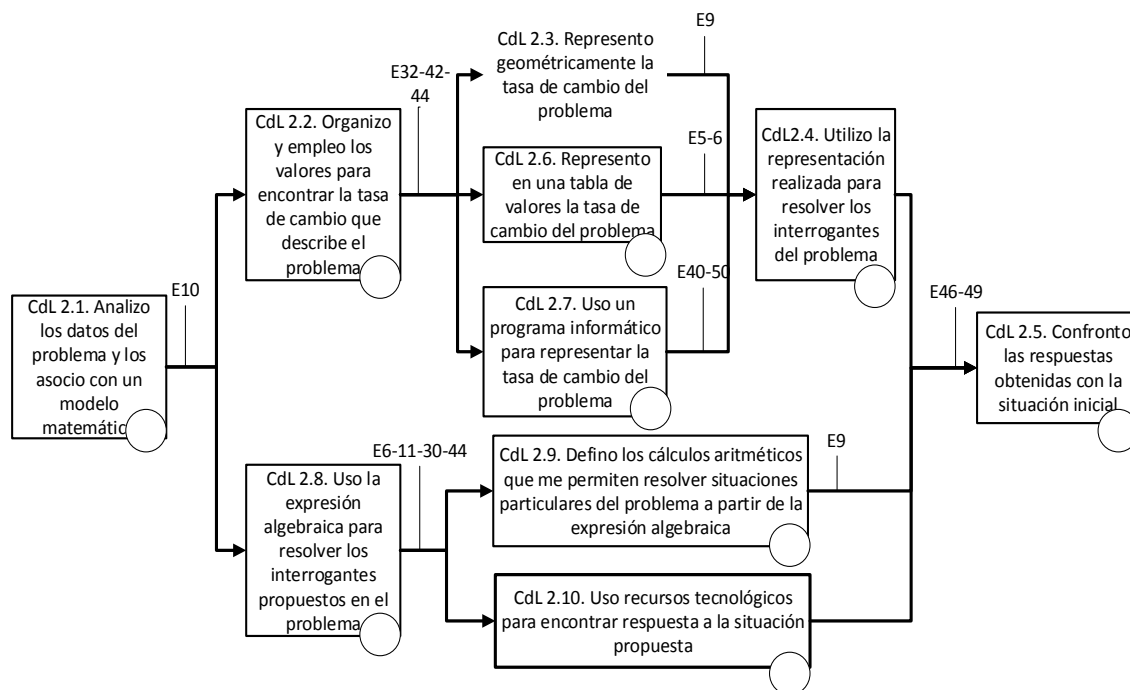 CdL 2.1. Analizo
los datos del
problema y los
asocio con un
modelo
matemátic
E10
CdL 2.2. Organizo
y empleo los
valores para
encontrar la tasa
de cambio que
describe el
problema
E32-42-
44
CdL 2.3. Represento
geométricamente la
tasa de cambio del
problema
E9
CdL 2.6. Represento
en una tabla de
valores la tasa de
cambio del problema
E5-6
CdL 2.7. Uso un
programa informático
para representar la
tasa de cambio del
problema
E40-50
CdL2.4. Utilizo la
representación
realizada para
resolver los
interrogantes
del problema
CdL 2.8. Uso la
expresión
algebraica para
resolver los
interrogantes
propuestos en el
problema
E6-11-30-44
CdL 2.9. Defino los cálculos aritméticos
que me permiten resolver situaciones
particulares del problema a partir de la
expresión algebraica
E9
CdL 2.10. Uso recursos tecnológicos
para encontrar respuesta a la situación
propuesta
E46-49
CdL 2.5. Confronto
las respuestas
obtenidas con la
situación inicial